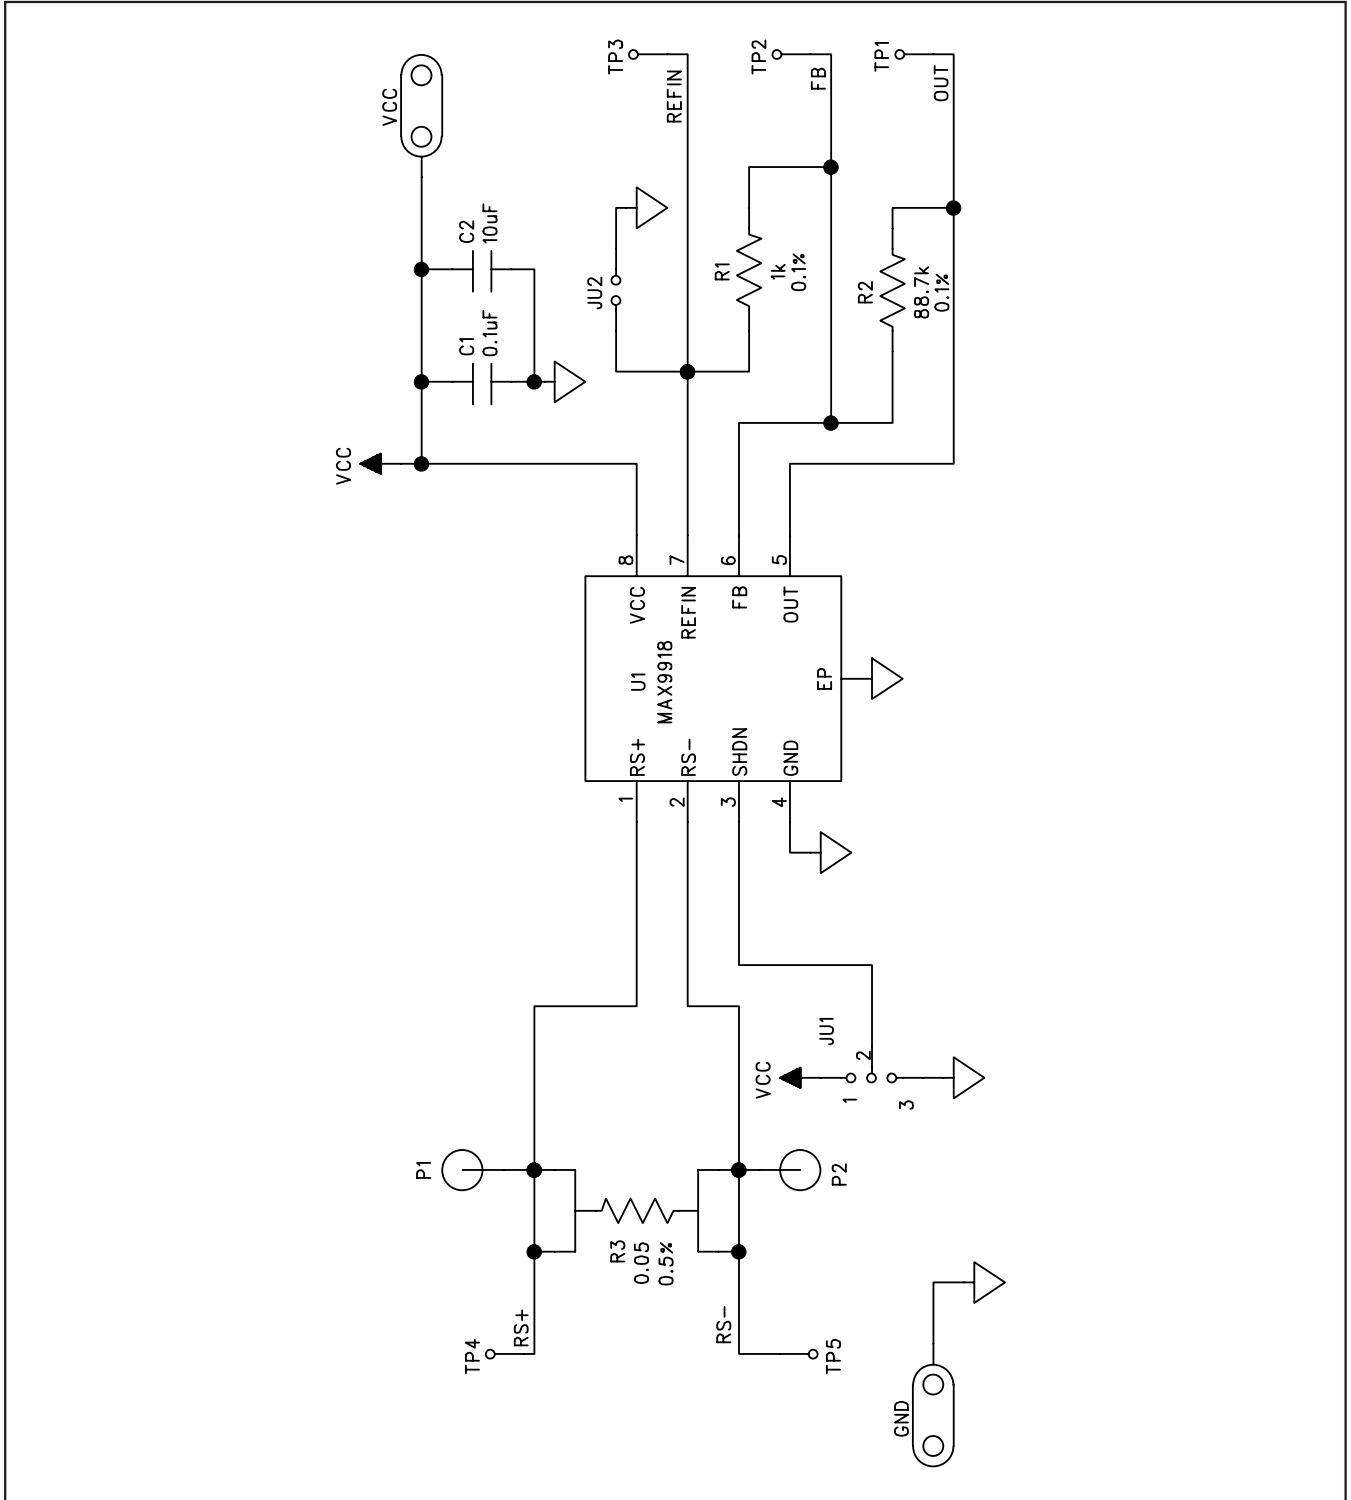 TP4
RS+
P1
R3
0.05
0.5%
RS-
TP5
P2
GND
VCC
1
2
3
JU1
1
2
3
4
RS+
RS-
SHDN
GND
U1
MAX9918
EP
VCC
REFIN
FB
OUT
8
7
6
5
VCC
C1
0.1uF
C2
10uF
VCC
JU2
R1
1k
0.1%
R2
88.7k
0.1%
TP3
REFIN
TP2
FB
TP1
OUT